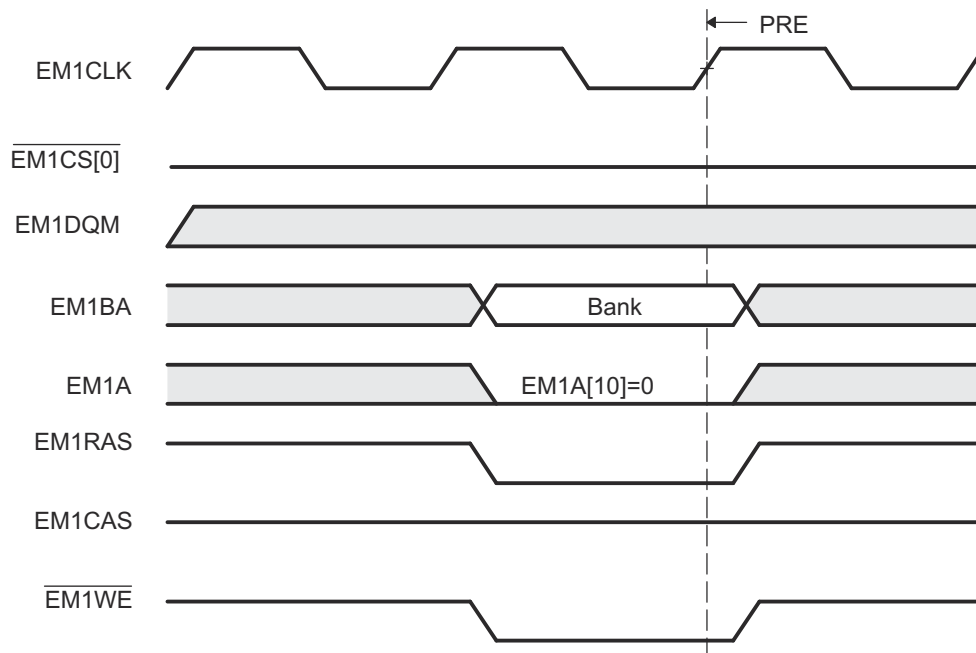 PRE
EM1CLK
EM1CS[0]
EM1DQM
EM1BA Bank
EM1A EM1A[10]=0
EM1RAS
EM1CAS
EM1WE